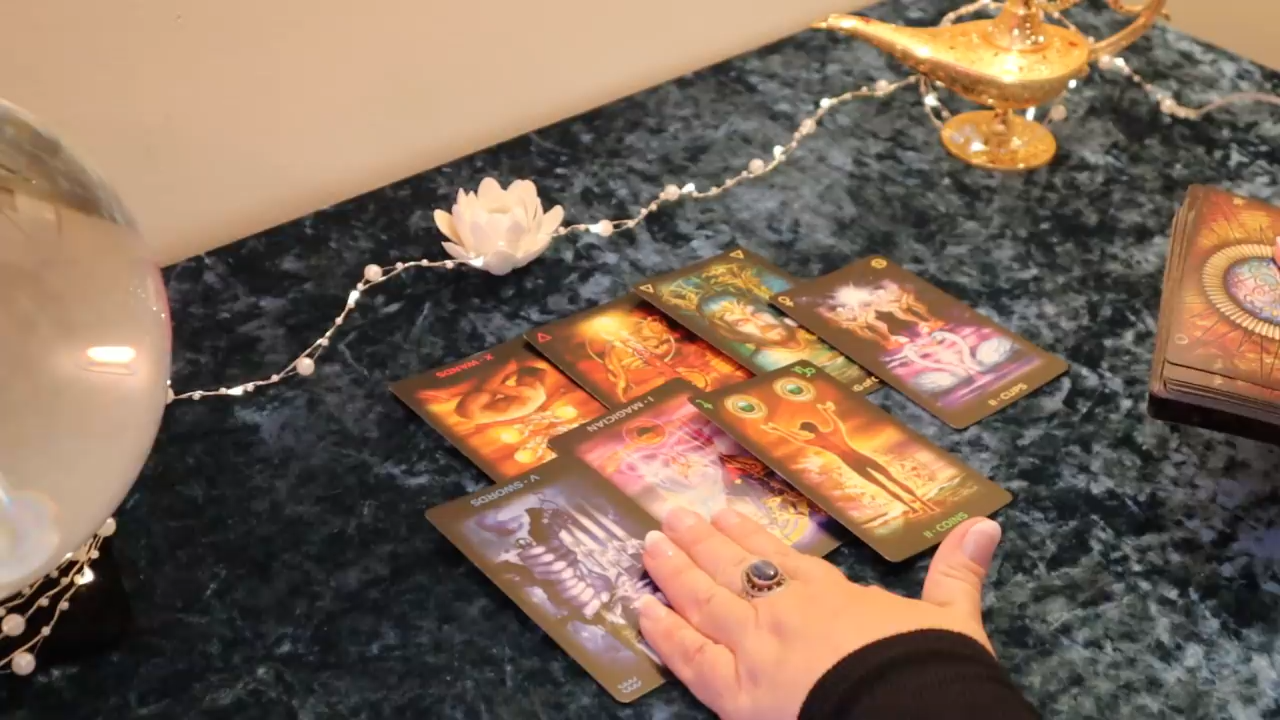 X · WANDS
II · CUPS
I · MAGICIAN
V · SWORDS
II · COINS